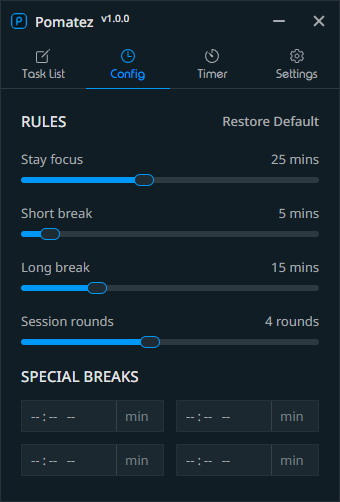 Pomatez v1.0.0
Task List Config Timer Settings
RULES Restore Default
Stay focus 25 mins
Short break 5 mins
Long break 15 mins
Session rounds 4 rounds
SPECIAL BREAKS
--:-- -- min --:-- -- min
--:-- -- min --:-- -- min